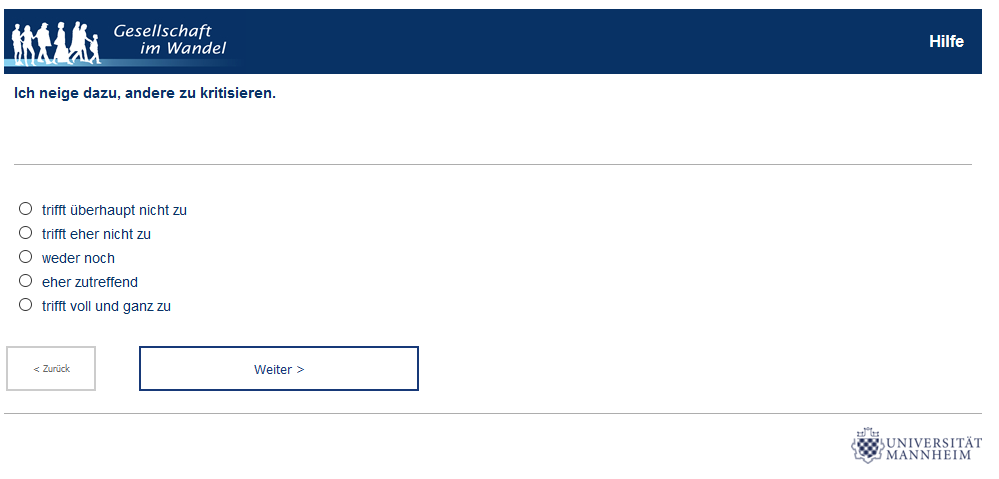 Gesellschaft
im Wandel
Hilfe
Ich neige dazu, andere zu kritisieren.
trifft überhaupt nicht zu
trifft eher nicht zu
weder noch
eher zutreffend
trifft voll und ganz zu
< Zurück
Weiter >
UNIVERSITÄT
MANNHEIM